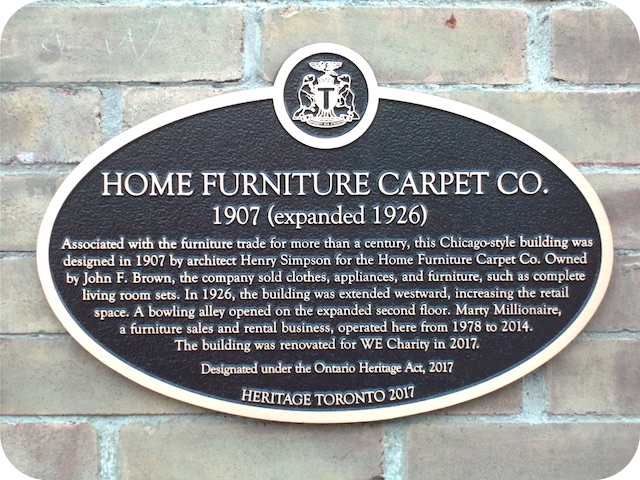 T
HOME FURNITURE CARPET CO.
1907 (expanded 1926)
Associated with the furniture trade for more than a century, this Chicago-style building was
designed in 1907 by architect Henry Simpson for the Home Furniture Carpet Co. Owned
by John F. Brown, the company sold clothes, appliances, and furniture, such as complete
living room sets. In 1926, the building was extended westward, increasing the retail
space. A bowling alley opened on the expanded second floor. Marty Millionaire,
a furniture sales and rental business, operated here from 1978 to 2014.
The building was renovated for WE Charity in 2017.
Designated under the Ontario Heritage Act, 2017
HERITAGE TORONTO 2017